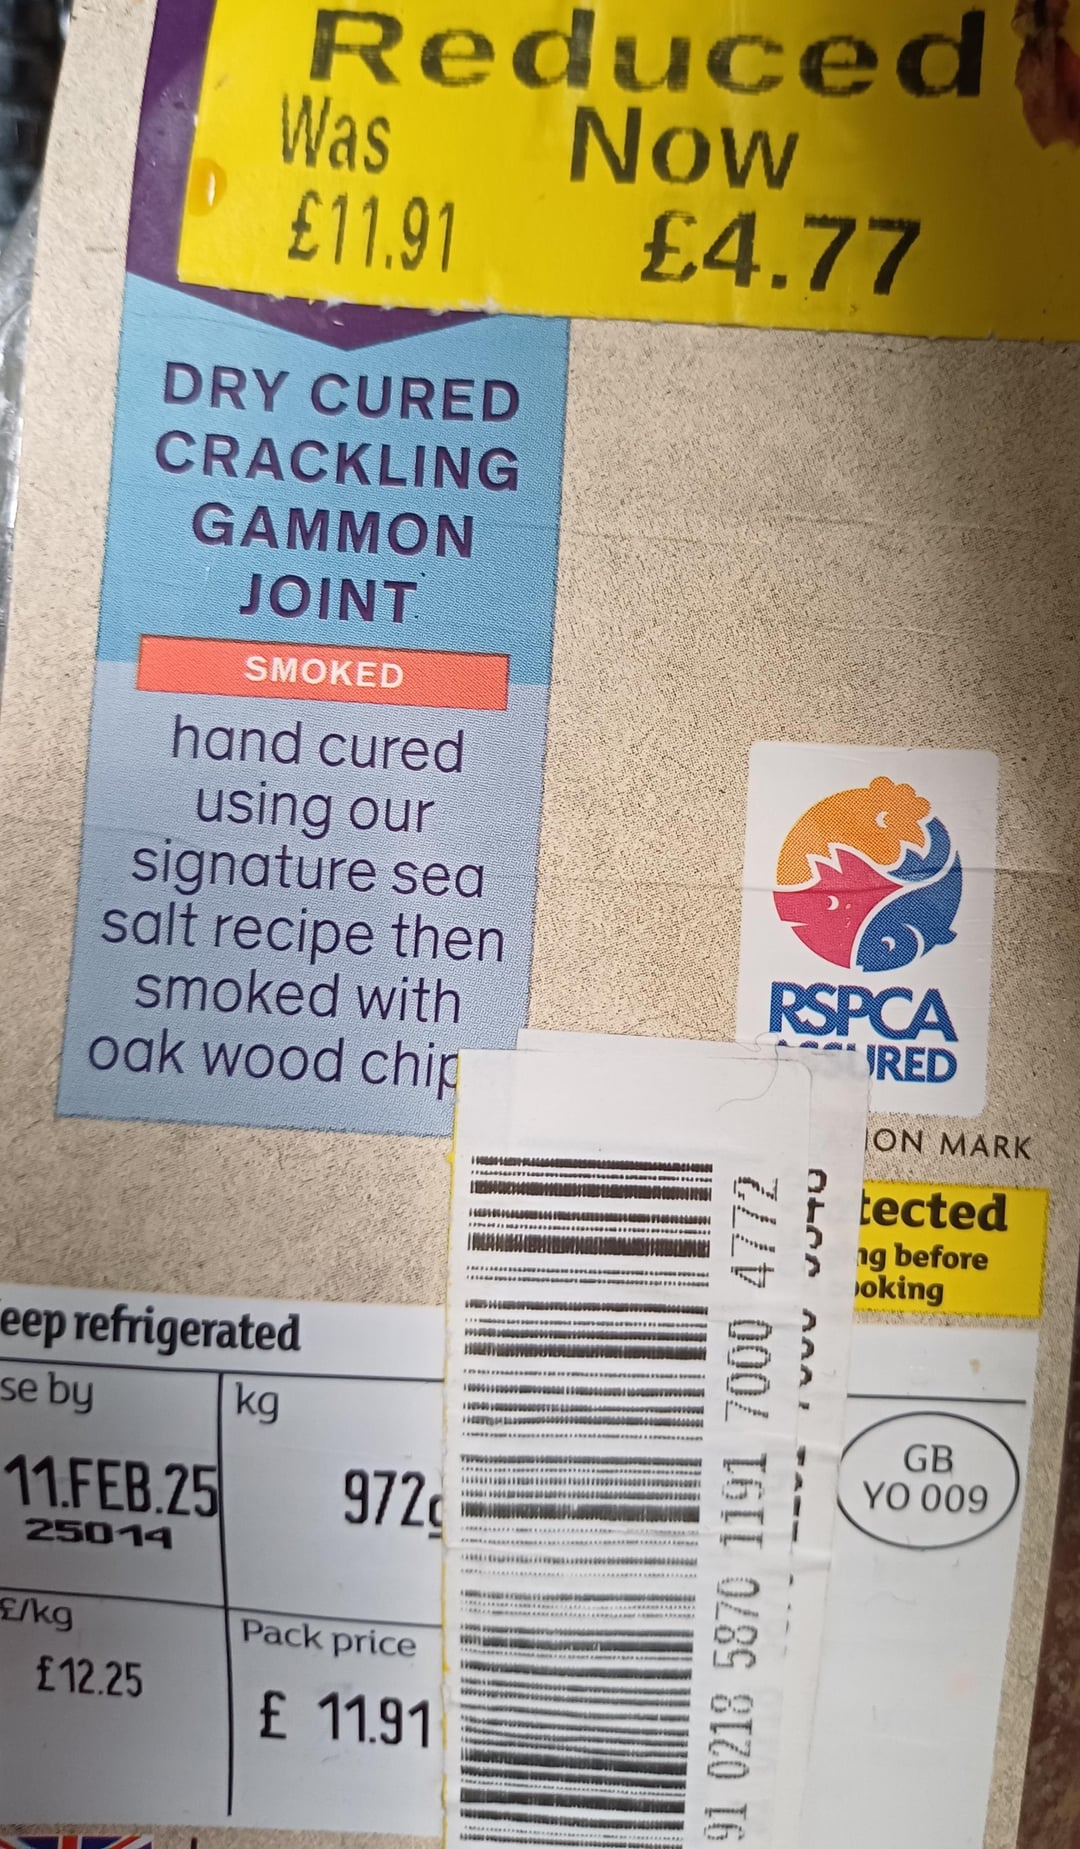 Reduced
Was Now
£11.91 £4.77
DRY CURED
CRACKLING
GAMMON
JOINT
SMOKED
hand cured
using our
signature sea
salt recipe then
smoked with
oak wood chip
RSPCA
URED
ION MARK
tected
ng before
ooking
eep refrigerated
se by
11.FEB.25
25014
kg
972g
£/kg
£12.25
Pack price
£ 11.91
GB
YO 009
91 0218 5870 1191 7000 4772